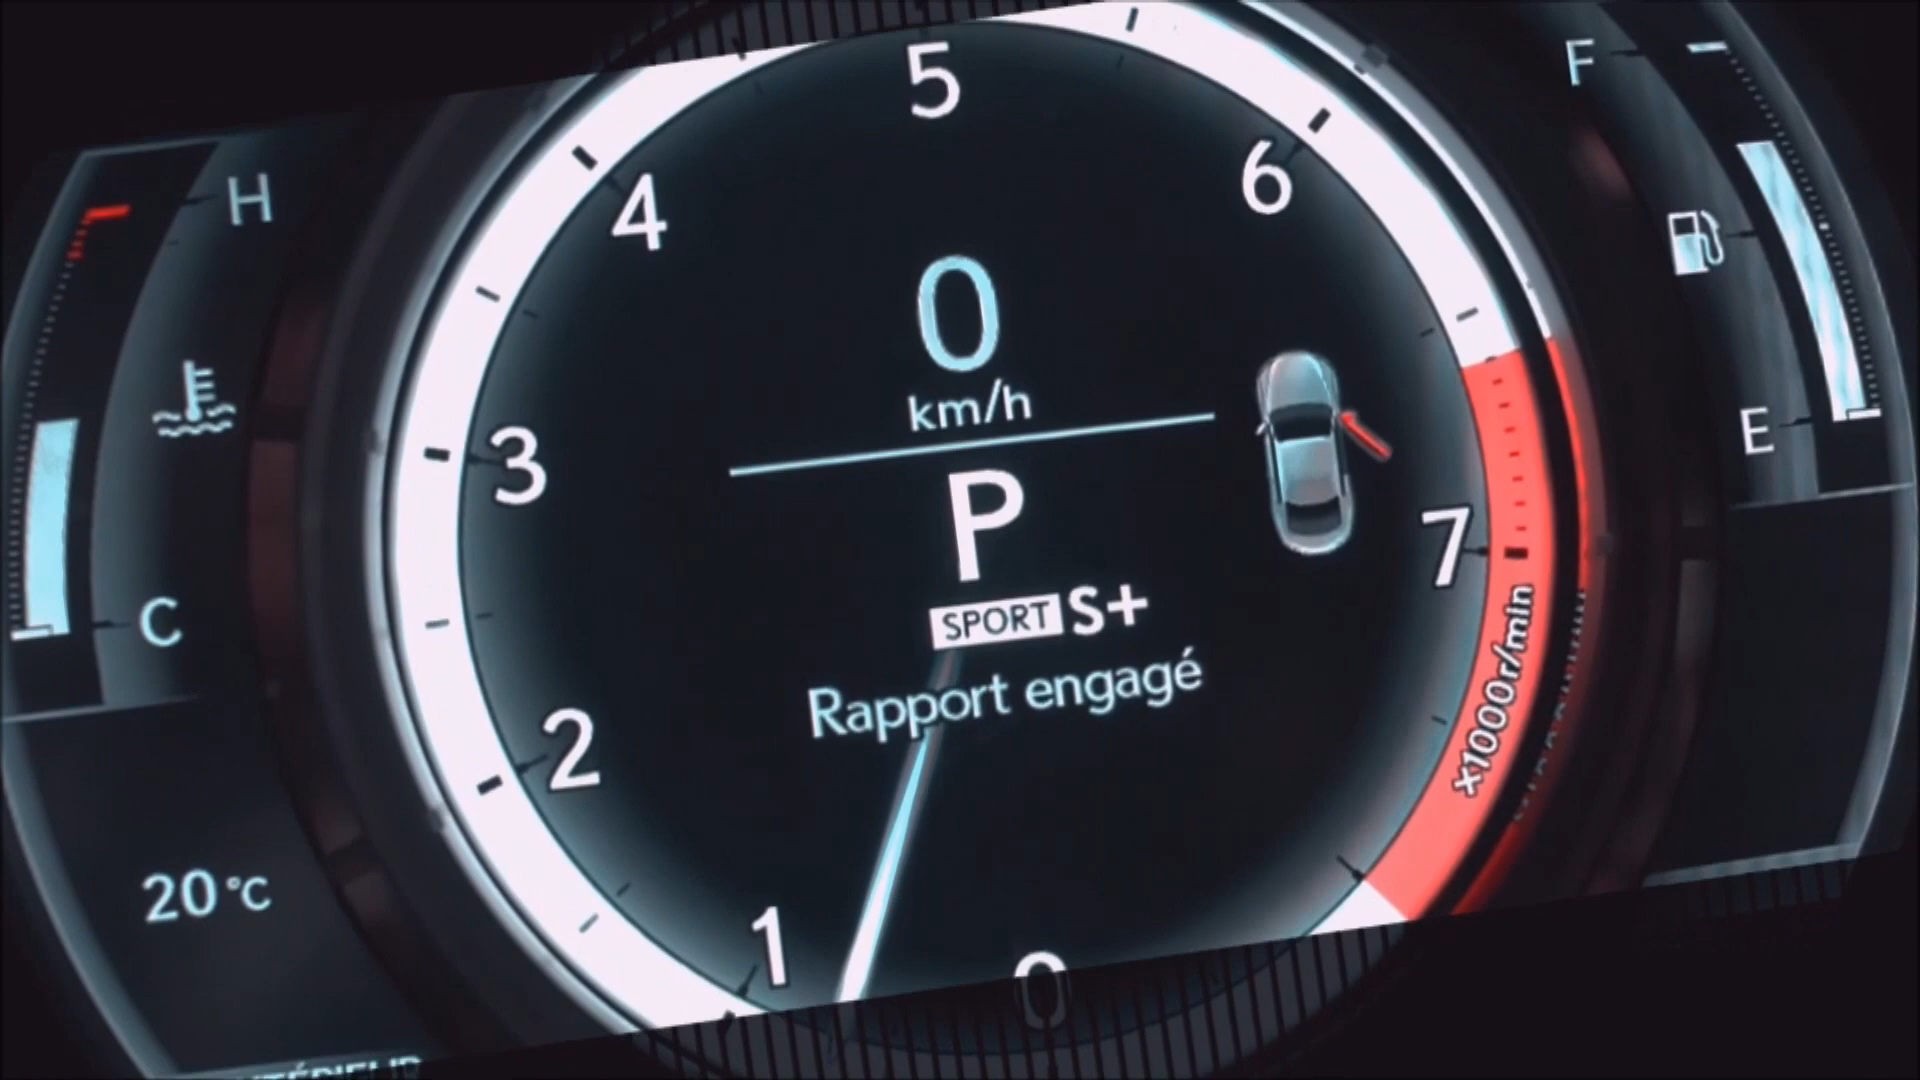 5
F
6
H
4
0
km/h
E
3
P
7
SPORT S+
C
Rapport engagé
x1000r/min
2
20°C
1
0